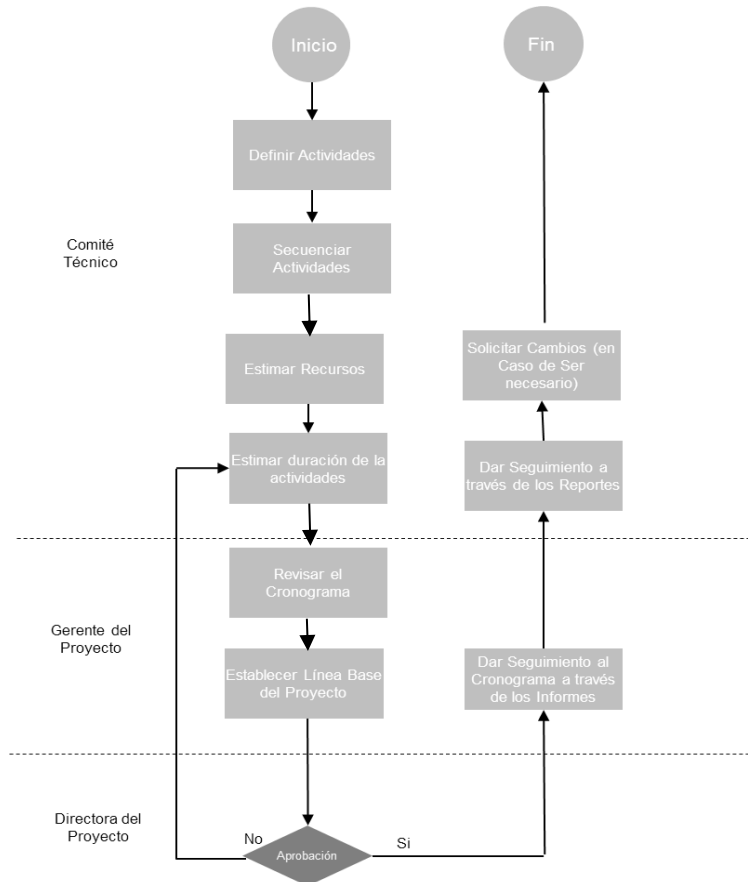 Inicio
Fin
Definir Actividades
Comité
Técnico
Secuenciar
Actividades
Estimar Recursos
Solicitar Cambios (en
Caso de Ser
necesario)
Estimar duración de la
actividades
Dar Seguimiento a
través de los Reportes
Revisar el
Cronograma
Gerente del
Proyecto
Establecer Línea Base
del Proyecto
Dar Seguimiento al
Cronograma a través
de los Informes
Directora del
Proyecto
No
Aprobación
Si